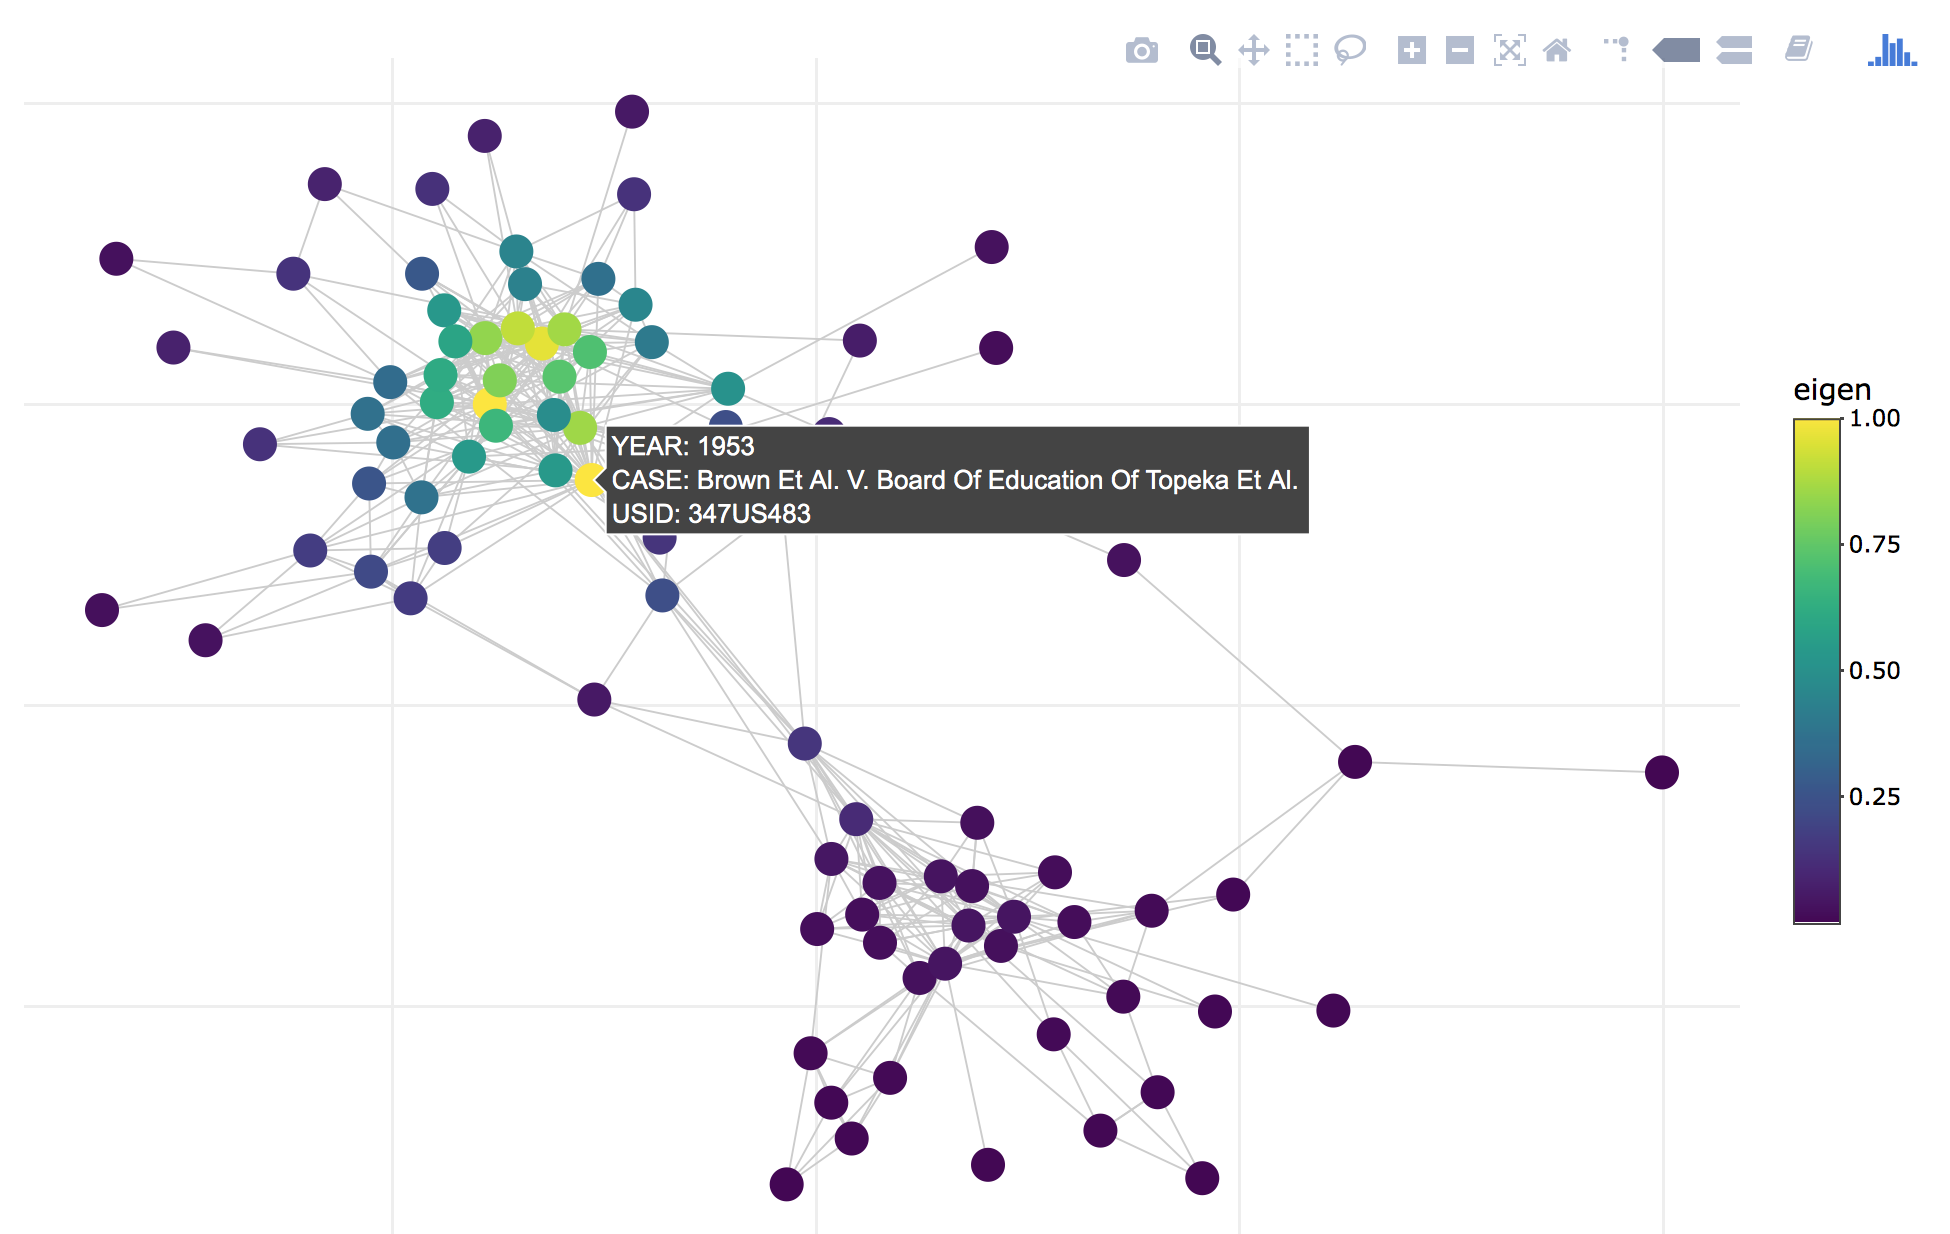 eigen
1.00
YEAR: 1953
CASE: Brown Et Al. V. Board Of Education Of Topeka Et Al.
USID: 347US483
0.75
0.50
0.25